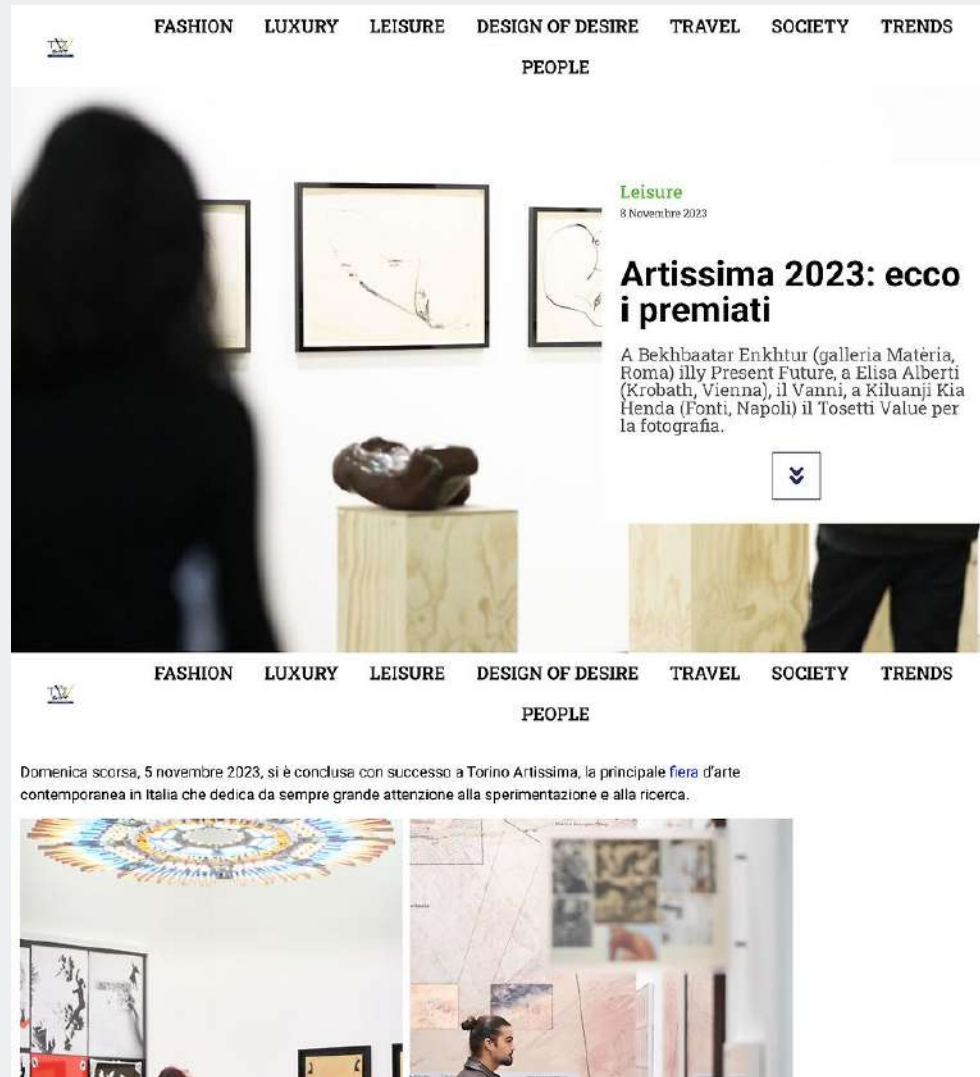 FASHION LUXURY LEISURE DESIGN OF DESIRE TRAVEL SOCIETY TRENDS
PEOPLE
Leisure
8 Novembre 2023
Artissima 2023: ecco
i premiati
A Bekhbaatar Enkhtur (galleria Matèria,
Roma) illy Present Future, a Elisa Alberti
(Krobath, Vienna), il Vanni, a Kiluanji Kia
Henda (Fonti, Napoli) il Tosetti Value per
la fotografia.
FASHION LUXURY LEISURE DESIGN OF DESIRE TRAVEL SOCIETY TRENDS
PEOPLE
Domenica scorsa, 5 novembre 2023, si è conclusa con successo a Torino Artissima, la principale fiera d'arte
contemporanea in Italia che dedica da sempre grande attenzione alla sperimentazione e alla ricerca.